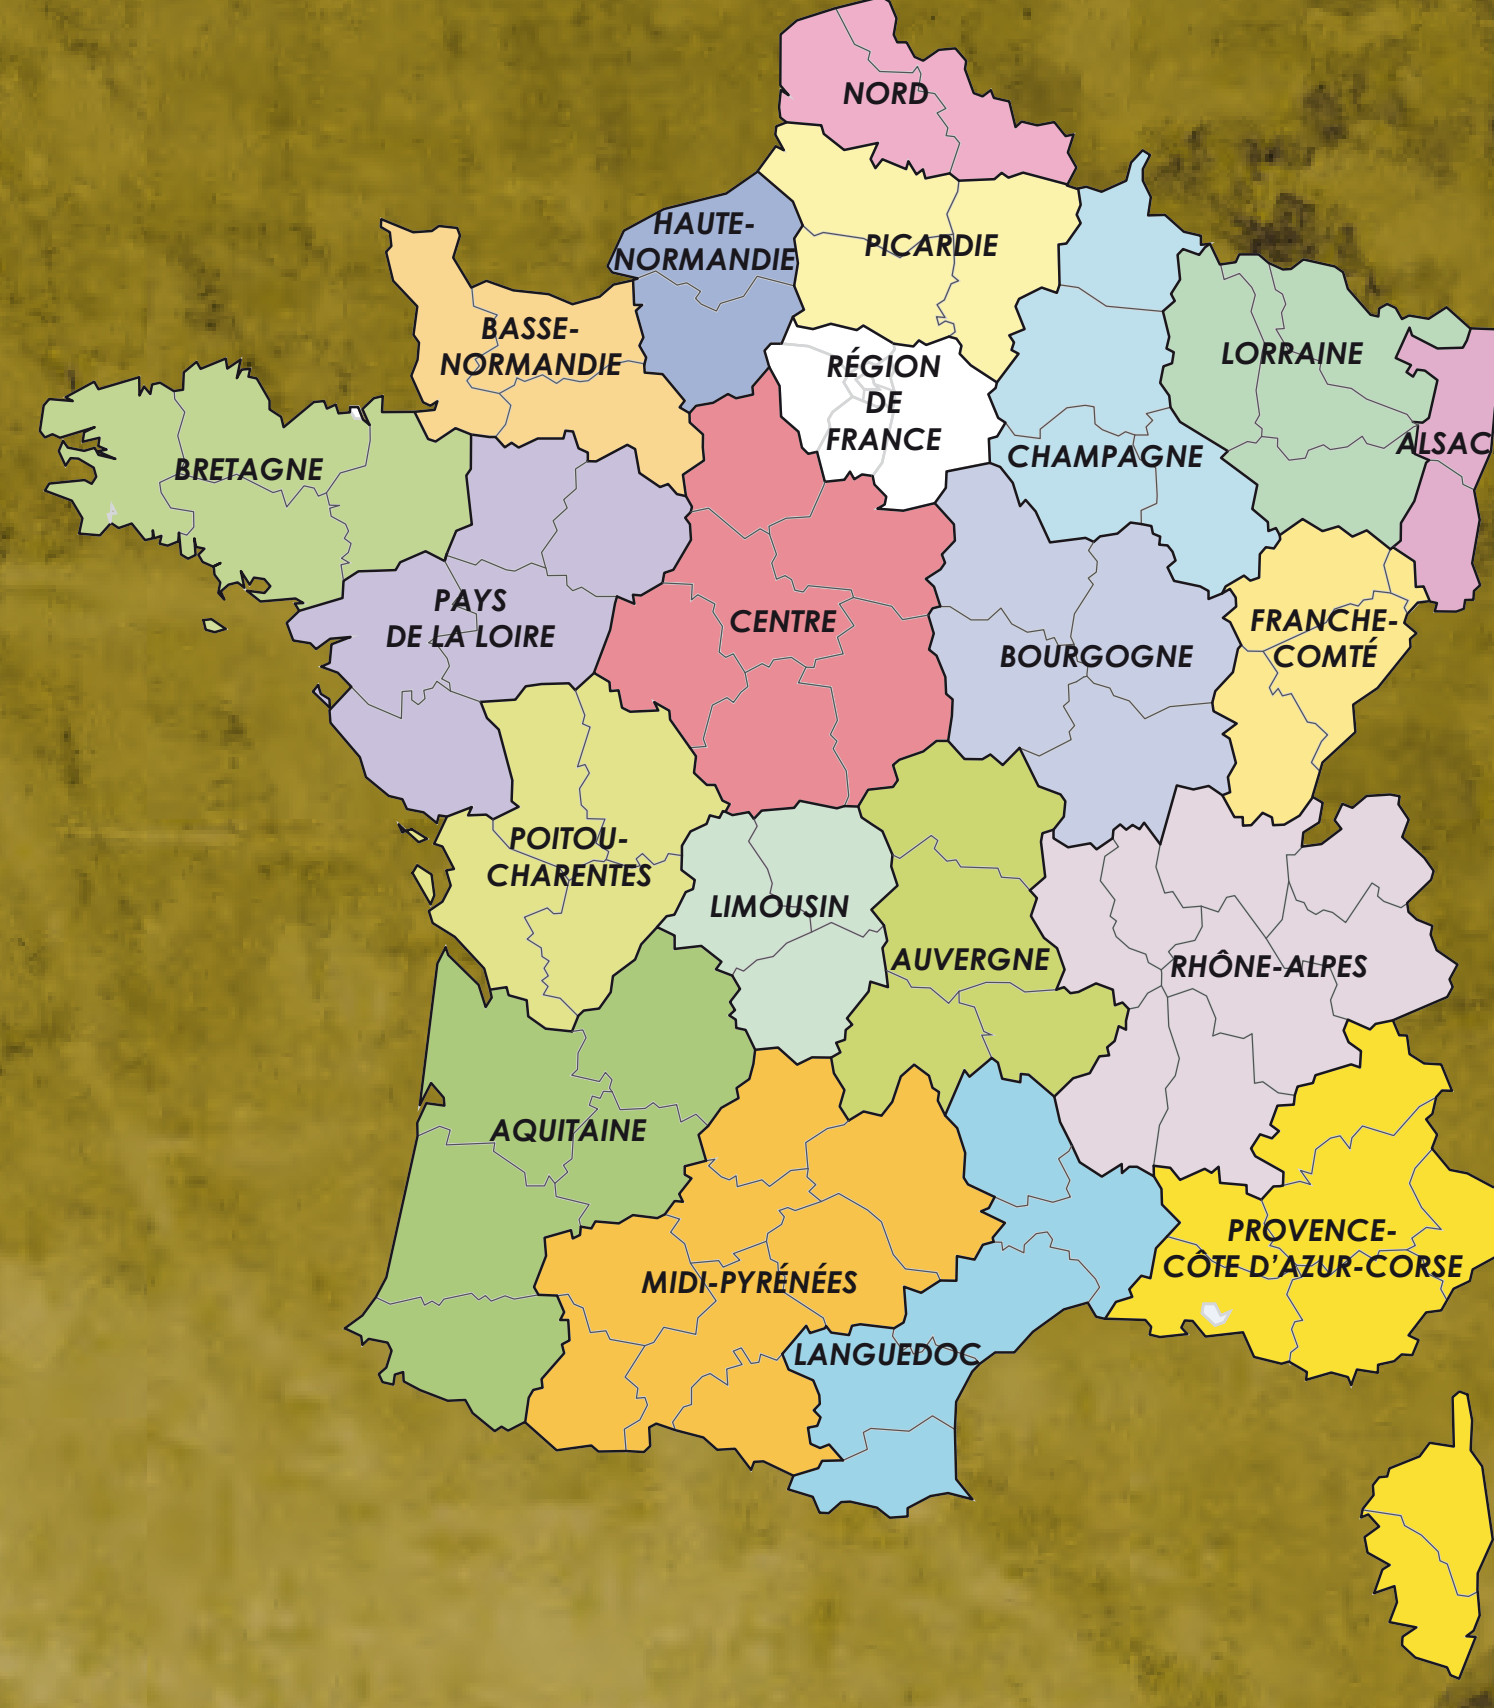 NORD
HAUTE-
NORMANDIE
PICARDIE
BASSE-
NORMANDIE
RÉGION
DE
FRANCE
LORRAINE
ALSAC
CHAMPAGNE
BRETAGNE
PAYS
DE LA LOIRE
CENTRE
BOURGOGNE
FRANCHE-
COMTÉ
POITOU-
CHARENTES
LIMOUSIN
AUVERGNE
RHÔNE-ALPES
AQUITAINE
MIDI-PYRÉNÉES
LANGUEDOC
PROVENCE-
CÔTE D'AZUR-CORSE